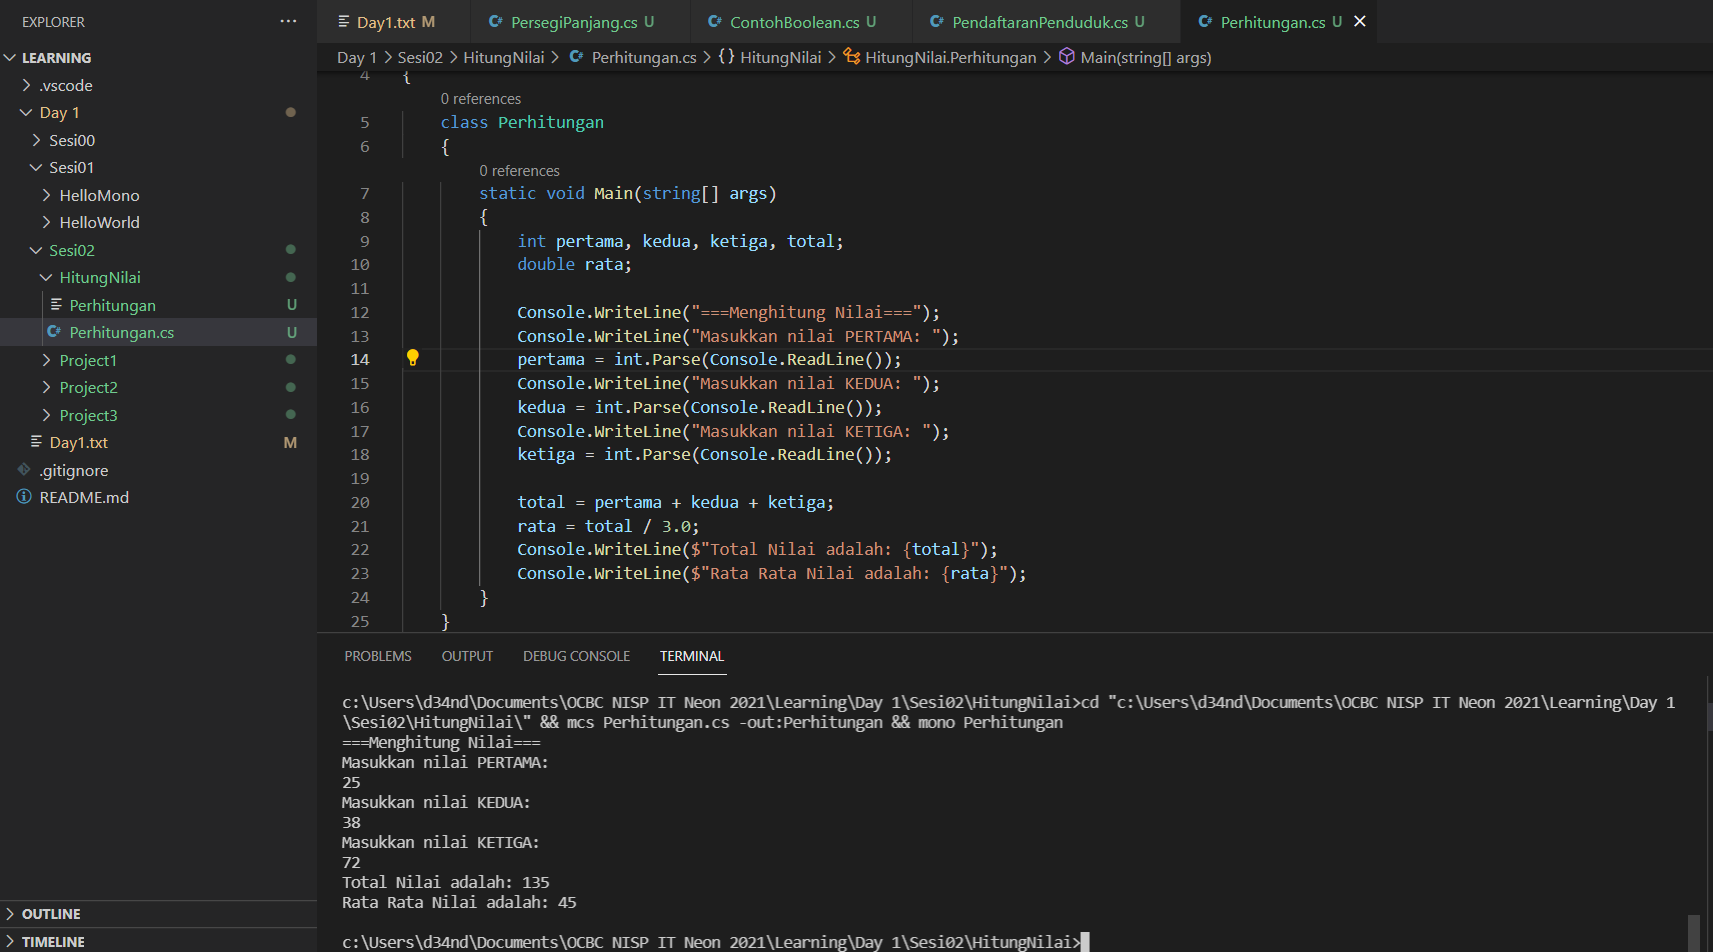 EXPLORER
LEARNING
.vscode
Day 1
Sesi00
Sesi01
HelloMono
HelloWorld
Sesi02
HitungNilai
Perhitungan U
Perhitungan.cs U
Project1
Project2
Project3
Day1.txt M
.gitignore
README.md
OUTLINE
TIMELINE
Day1.txt M PersegiPanjang.cs U ContohBoolean.cs U PendaftaranPenduduk.cs U Perhitungan.cs U
Day 1 > Sesi02 > HitungNilai > Perhitungan.cs > {} HitungNilai > HitungNilai.Perhitungan > Main(string[] args)
4 {
0 references
5 class Perhitungan
6 {
0 references
7 static void Main(string[] args)
8 {
9 int pertama, kedua, ketiga, total;
10 double rata;
11
12 Console.WriteLine("===Menghitung Nilai===");
13 Console.WriteLine("Masukkan nilai PERTAMA: ");
14 pertama = int.Parse(Console.ReadLine());
15 Console.WriteLine("Masukkan nilai KEDUA: ");
16 kedua = int.Parse(Console.ReadLine());
17 Console.WriteLine("Masukkan nilai KETIGA: ");
18 ketiga = int.Parse(Console.ReadLine());
19
20 total = pertama + kedua + ketiga;
21 rata = total / 3.0;
22 Console.WriteLine($"Total Nilai adalah: {total}");
23 Console.WriteLine($"Rata Rata Nilai adalah: {rata}");
24 }
25 }
PROBLEMS OUTPUT DEBUG CONSOLE TERMINAL
c:\Users\d34nd\Documents\OCBC NISP IT Neon 2021\Learning\Day 1\Sesi02\HitungNilai>cd "c:\Users\d34nd\Documents\OCBC NISP IT Neon 2021\Learning\Day 1
\Sesi02\HitungNilai\" && mcs Perhitungan.cs -out:Perhitungan && mono Perhitungan
===Menghitung Nilai===
Masukkan nilai PERTAMA:
25
Masukkan nilai KEDUA:
38
Masukkan nilai KETIGA:
72
Total Nilai adalah: 135
Rata Rata Nilai adalah: 45
c:\Users\d34nd\Documents\OCBC NISP IT Neon 2021\Learning\Day 1\Sesi02\HitungNilai>